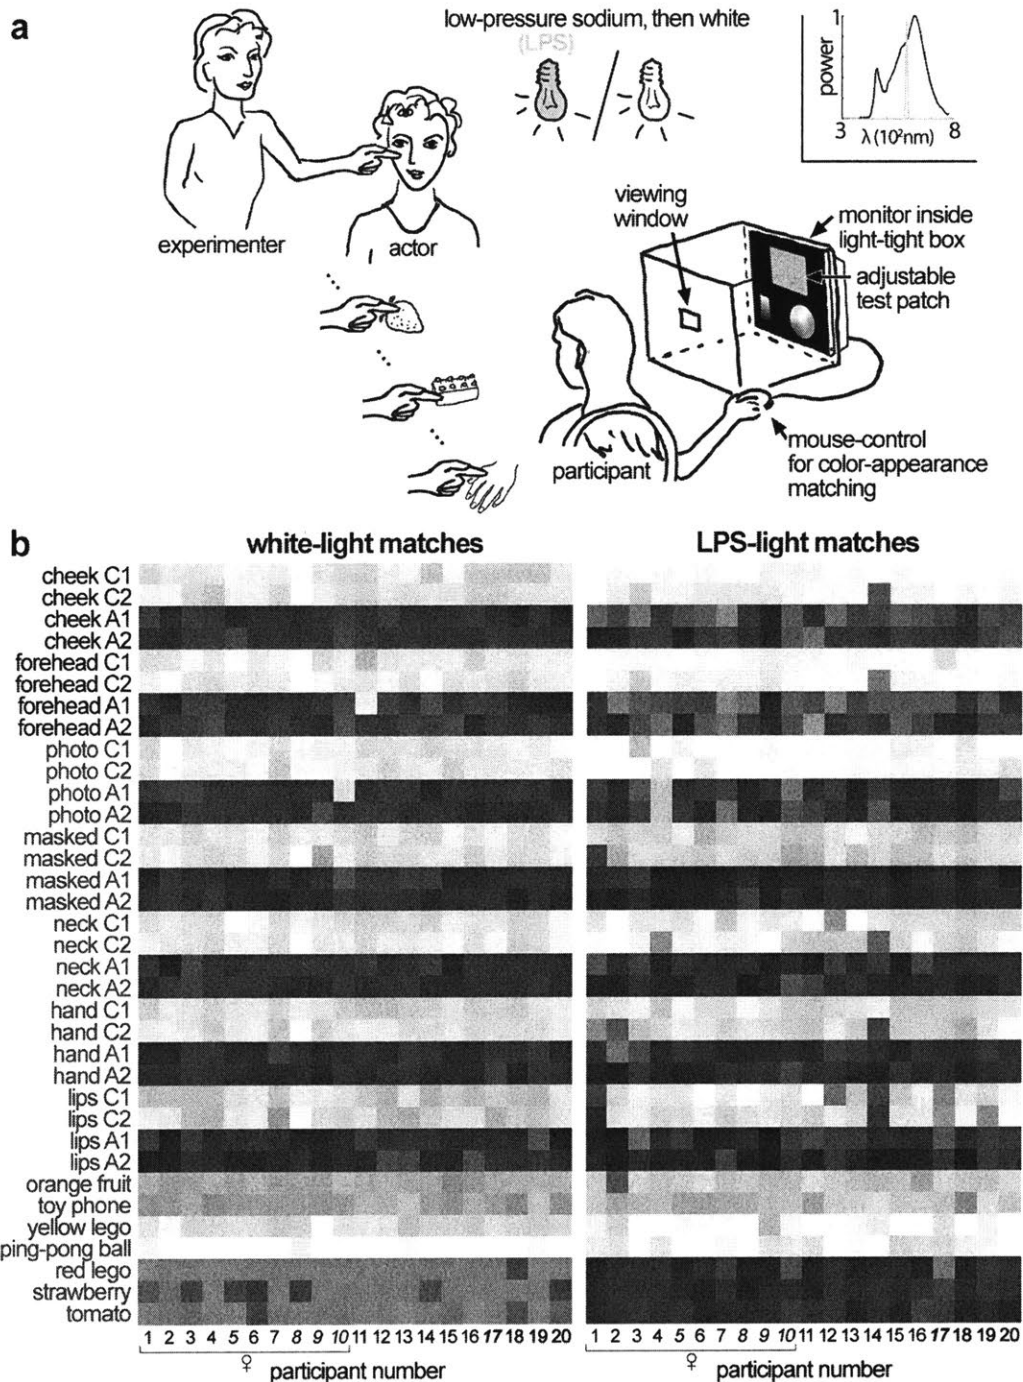 a
low-pressure sodium, then white
(LPS)
1
power
3
8
λ (10²nm)
experimenter
actor
viewing
window
monitor inside
light-tight box
adjustable
test patch
participant
mouse-control
for color-appearance
matching
b
white-light matches
LPS-light matches
cheek C1
cheek C2
cheek A1
cheek A2
forehead C1
forehead C2
forehead A1
forehead A2
photo C1
photo C2
photo A1
photo A2
masked C1
masked C2
masked A1
masked A2
neck C1
neck C2
neck A1
neck A2
hand C1
hand C2
hand A1
hand A2
lips C1
lips C2
lips A1
lips A2
orange fruit
toy phone
yellow lego
ping-pong ball
red lego
strawberry
tomato
1 2 3 4 5 6 7 8 9 10 11 12 13 14 15 16 17 18 19 20
1 2 3 4 5 6 7 8 9 10 11 12 13 14 15 16 17 18 19 20
♀ participant number
♀ participant number